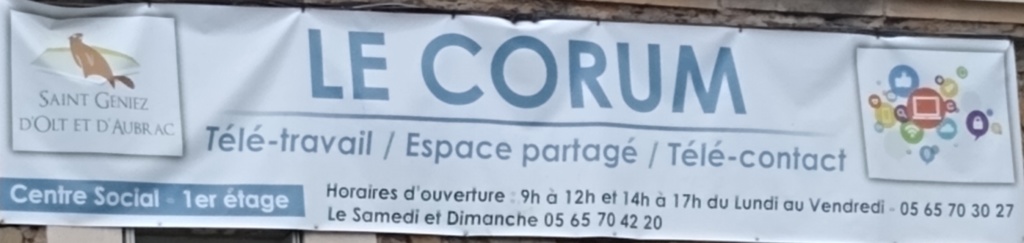 SAINT GENIEZ
D'OLT ET D'AUBRAC
LE CORUM
Télé-travail / Espace partagé / Télé-contact
Centre Social - 1er étage
Horaires d'ouverture : 9h à 12h et 14h à 17h du Lundi au Vendredi - 05 65 70 30 27
Le Samedi et Dimanche 05 65 70 42 20